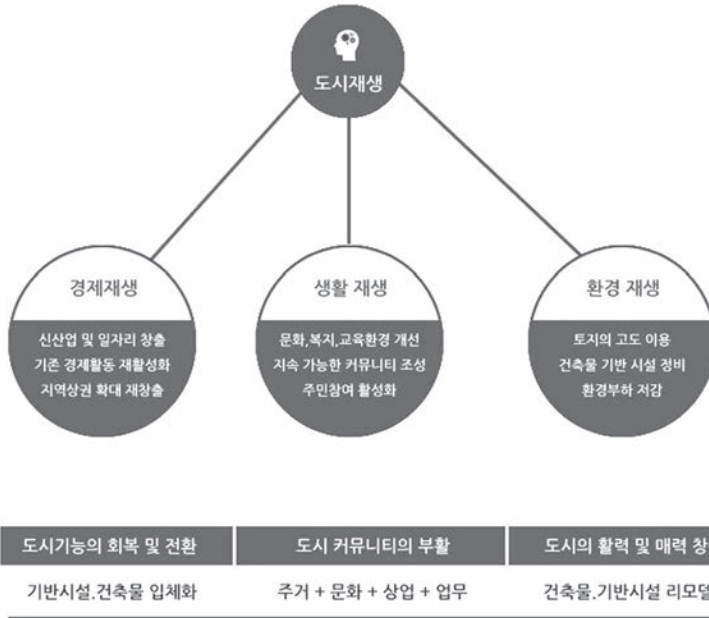 도시재생
경제재생
신산업 및 일자리 창출
기존 경제활동 재활성화
지역상권 확대 재창출
생활 재생
문화,복지,교육환경 개선
지속 가능한 커뮤니티 조성
주민참여 활성화
환경 재생
토지의 고도 이용
건축물 기반 시설 정비
환경부하 저감
도시기능의 회복 및 전환
도시 커뮤니티의 부활
도시의 활력 및 매력
기반시설.건축물 입체화
주거 + 문화 + 상업 + 업무
건축물.기반시설